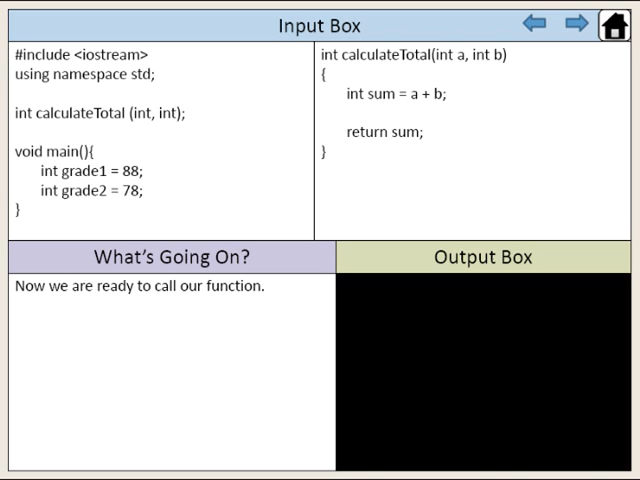 Input Box
#include <iostream>
using namespace std;
int calculateTotal (int, int);
void main(){
int grade1 = 88;
int grade2 = 78;
}
int calculateTotal(int a, int b)
{
int sum = a + b;
return sum;
}
What's Going On?
Now we are ready to call our function.
Output Box